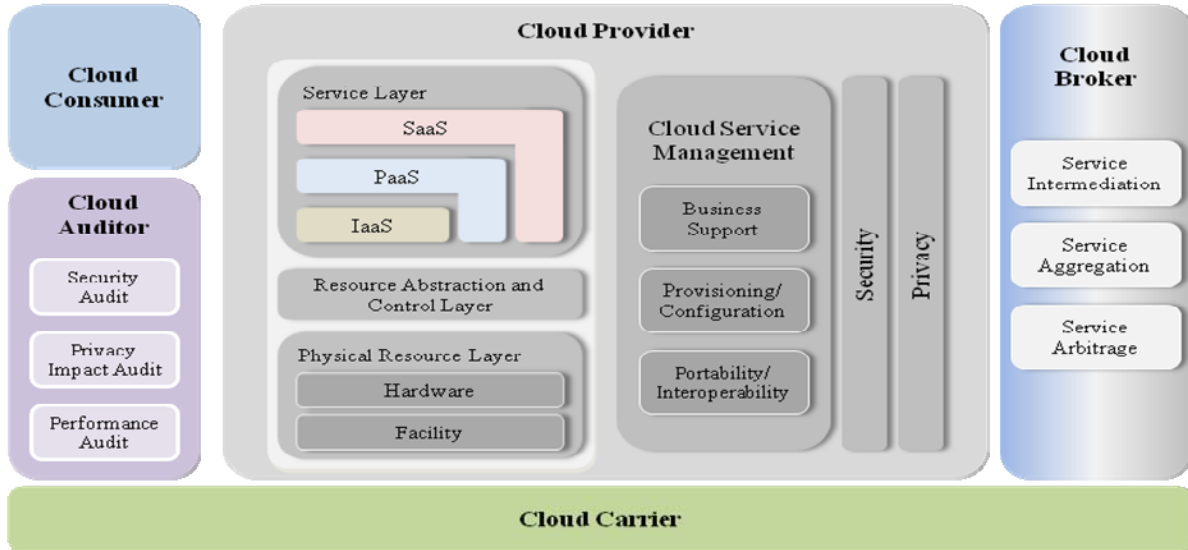 Cloud
Consumer
Cloud
Auditor
Security
Audit
Privacy
Impact Audit
Performance
Audit
Cloud Provider
Service Layer
SaaS
PaaS
IaaS
Resource Abstraction and
Control Layer
Physical Resource Layer
Hardware
Facility
Cloud Service
Management
Business
Support
Provisioning/
Configuration
Portability/
Interoperability
Security
Privacy
Cloud
Broker
Service
Intermediation
Service
Aggregation
Service
Arbitrage
Cloud Carrier